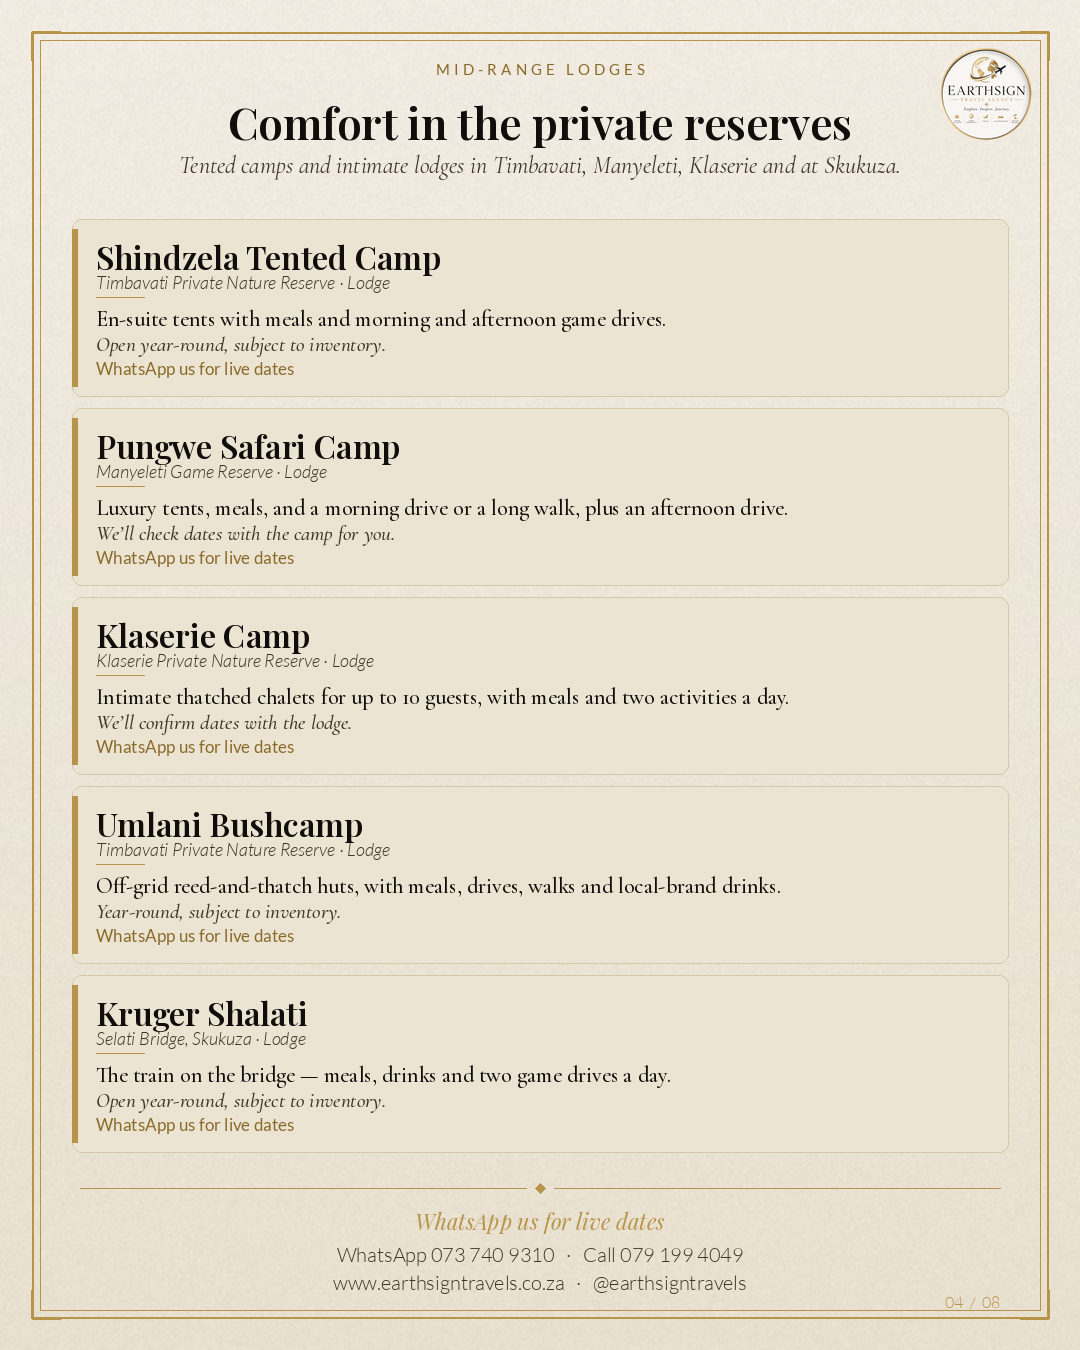 MID-RANGE LODGES
EARTHSIGN
TRAVEL AGENCY
Explore. Inspire. Journey.
Comfort in the private reserves
Tented camps and intimate lodges in Timbavati, Manyeleti, Klaserie and at Skukuza.
Shindzela Tented Camp
Timbavati Private Nature Reserve · Lodge
En-suite tents with meals and morning and afternoon game drives.
Open year-round, subject to inventory.
WhatsApp us for live dates
Pungwe Safari Camp
Manyeleti Game Reserve · Lodge
Luxury tents, meals, and a morning drive or a long walk, plus an afternoon drive.
We’ll check dates with the camp for you.
WhatsApp us for live dates
Klaserie Camp
Klaserie Private Nature Reserve · Lodge
Intimate thatched chalets for up to 10 guests, with meals and two activities a day.
We’ll confirm dates with the lodge.
WhatsApp us for live dates
Umlani Bushcamp
Timbavati Private Nature Reserve · Lodge
Off-grid reed-and-thatch huts, with meals, drives, walks and local-brand drinks.
Year-round, subject to inventory.
WhatsApp us for live dates
Kruger Shalati
Selati Bridge, Skukuza · Lodge
The train on the bridge — meals, drinks and two game drives a day.
Open year-round, subject to inventory.
WhatsApp us for live dates
WhatsApp us for live dates
WhatsApp 073 740 9310 · Call 079 199 4049
www.earthsigntravels.co.za · @earthsigntravels
04 / 08